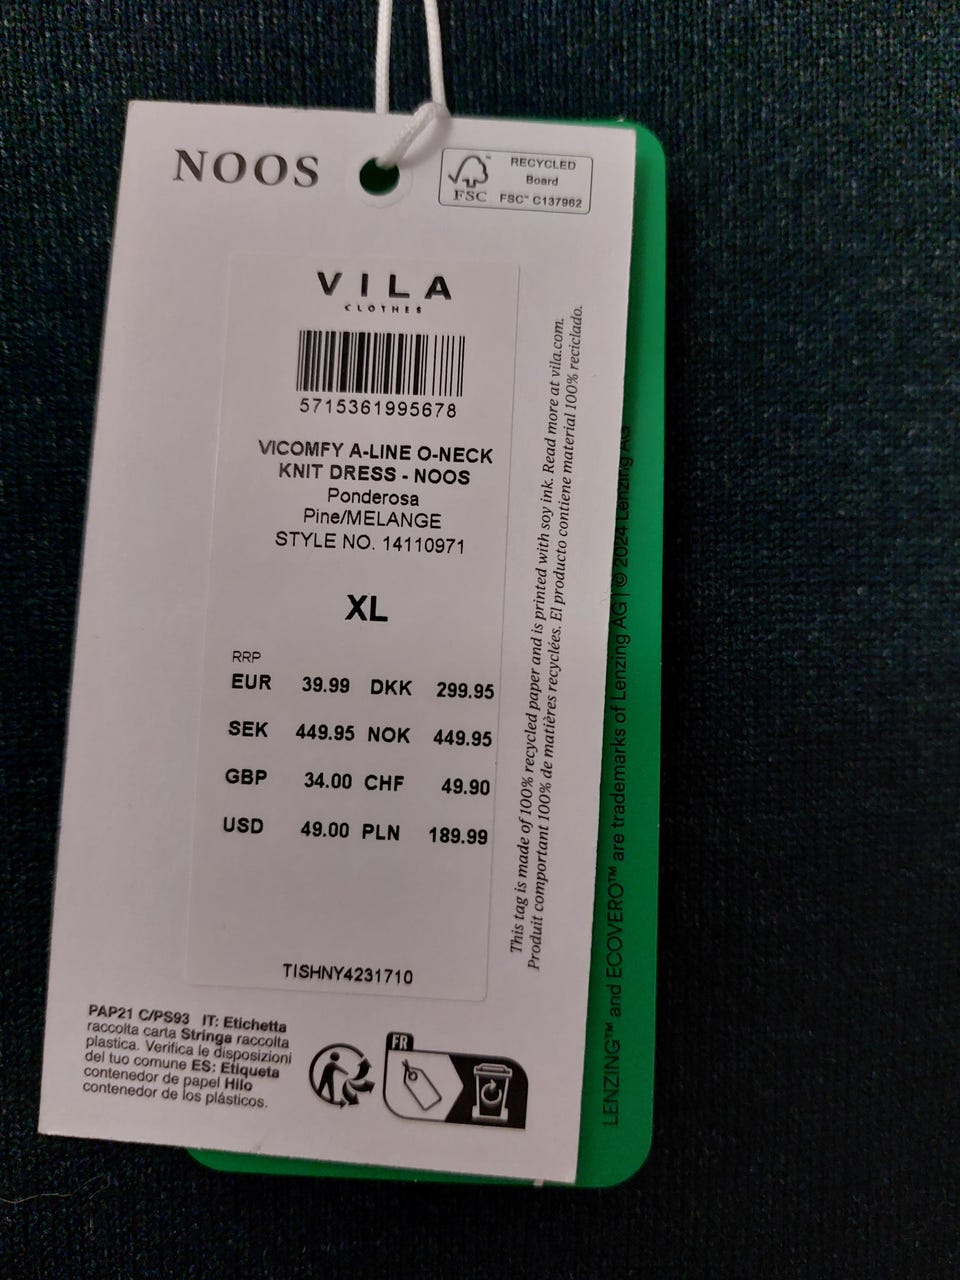 NOOS
FSC
RECYCLED
Board
FSC™ C137962
VILA
CLOTHES
5715361995678
VICOMFY A-LINE O-NECK
KNIT DRESS - NOOS
Ponderosa
Pine/MELANGE
STYLE NO. 14110971
XL
RRP
EUR 39.99 DKK 299.95
SEK 449.95 NOK 449.95
GBP 34.00 CHF 49.90
USD 49.00 PLN 189.99
TISHNY4231710
This tag is made of 100% recycled paper and is printed with soy ink. Read more at vila.com.
Produit comportant 100% de matières recyclées. El producto contiene material 100% reciclado.
LENZING™ and ECOVERO™ are trademarks of Lenzing AG | © 2024 Lenzing AG
PAP21 C/PS93 IT: Etichetta
raccolta carta Stringa raccolta
plastica. Verifica le disposizioni
del tuo comune ES: Etiqueta
contenedor de papel Hilo
contenedor de los plásticos.
FR